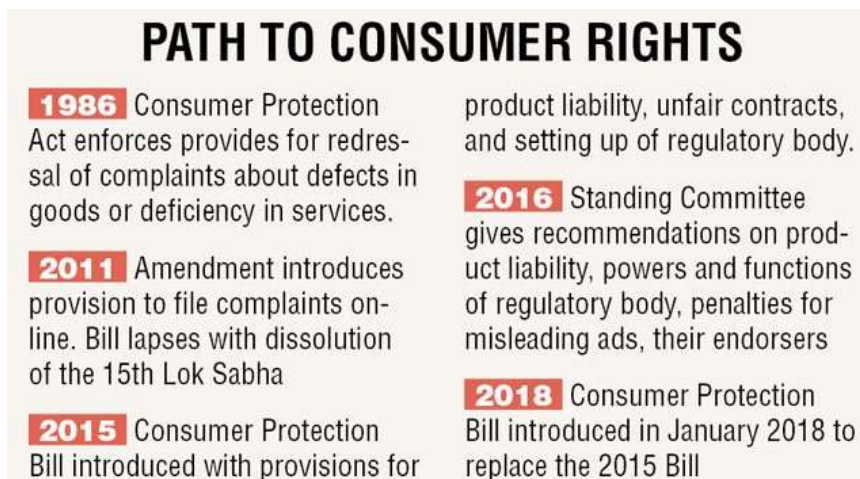 PATH TO CONSUMER RIGHTS
1986 Consumer Protection
Act enforces provides for redres-
sal of complaints about defects in
goods or deficiency in services.
2011 Amendment introduces
provision to file complaints on-
line. Bill lapses with dissolution
of the 15th Lok Sabha
2015 Consumer Protection
Bill introduced with provisions for
product liability, unfair contracts,
and setting up of regulatory body.
2016 Standing Committee
gives recommendations on prod-
uct liability, powers and functions
of regulatory body, penalties for
misleading ads, their endorsers
2018 Consumer Protection
Bill introduced in January 2018 to
replace the 2015 Bill